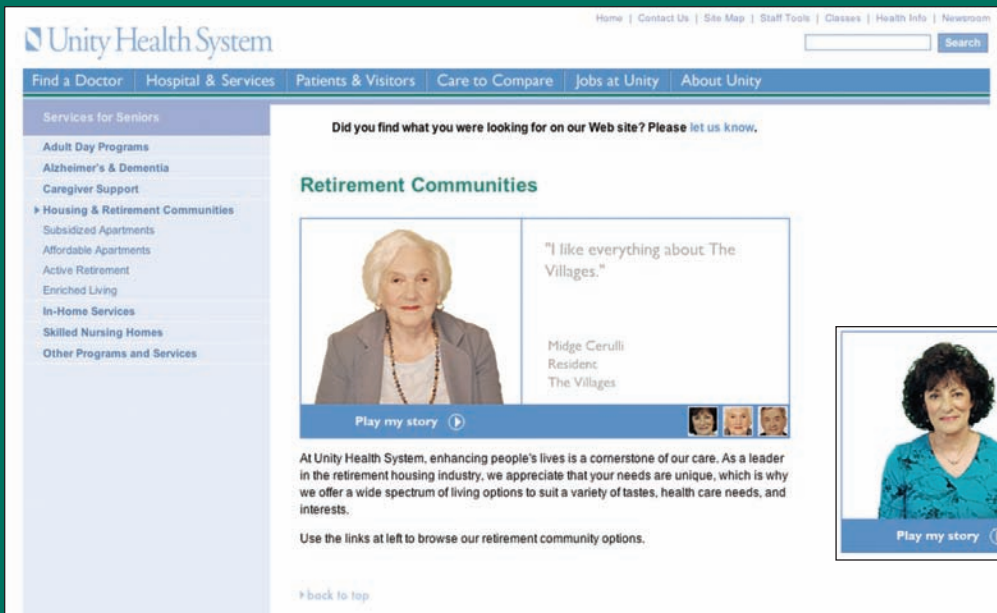 Home | Contact Us | Site Map | Staff Tools | Classes | Health Info | Newsroom
Unity Health System
Search
Find a Doctor Hospital & Services Patients & Visitors Care to Compare Jobs at Unity About Unity
Services for Seniors
Adult Day Programs
Alzheimer's & Dementia
Caregiver Support
Housing & Retirement Communities
Subsidized Apartments
Affordable Apartments
Active Retirement
Enriched Living
In-Home Services
Skilled Nursing Homes
Other Programs and Services
Did you find what you were looking for on our Web site? Please let us know.
Retirement Communities
"I like everything about The
Villages."
Midge Cerulli
Resident
The Villages
Play my story
At Unity Health System, enhancing people's lives is a cornerstone of our care. As a leader
in the retirement housing industry, we appreciate that your needs are unique, which is why
we offer a wide spectrum of living options to suit a variety of tastes, health care needs, and
interests.
Use the links at left to browse our retirement community options.
back to top
Play my story